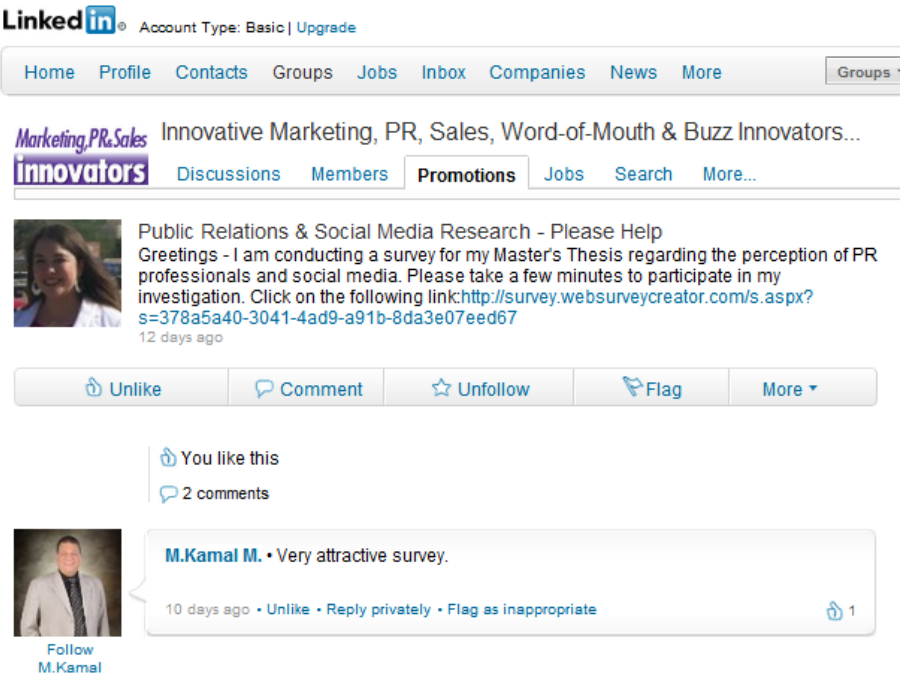 Linked in ® Account Type: Basic | Upgrade
Home Profile Contacts Groups Jobs Inbox Companies News More Groups
Marketing,PR&Sales
innovators
Innovative Marketing, PR, Sales, Word-of-Mouth & Buzz Innovators...
Discussions Members Promotions Jobs Search More...
Public Relations & Social Media Research - Please Help
Greetings - I am conducting a survey for my Master's Thesis regarding the perception of PR
professionals and social media. Please take a few minutes to participate in my
investigation. Click on the following link:http://survey.websurveycreator.com/s.aspx?
s=378a5a40-3041-4ad9-a91b-8da3e07eed67
12 days ago
Unlike Comment Unfollow Flag More
You like this
2 comments
M.Kamal M. • Very attractive survey.
10 days ago • Unlike • Reply privately • Flag as inappropriate 1
Follow
M.Kamal